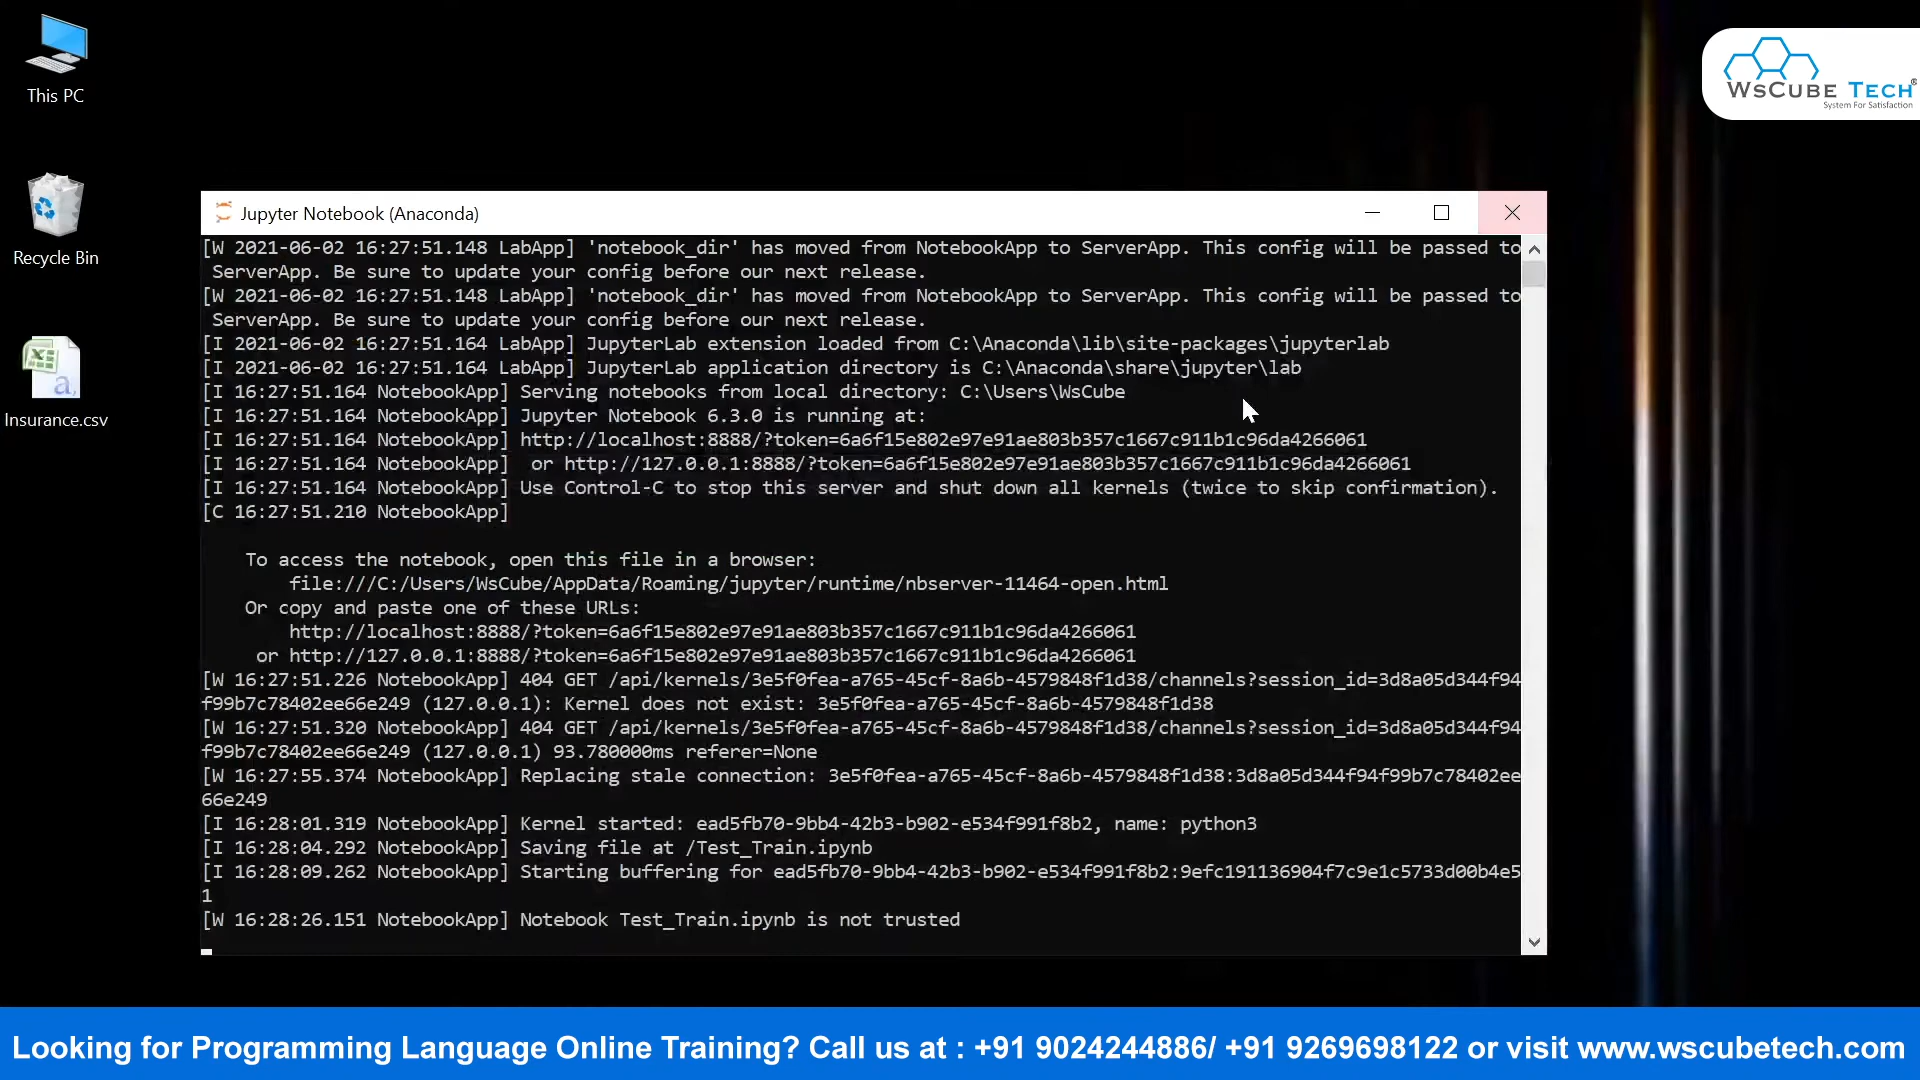 This PC
WsCube Tech®
System For Satisfaction
Recycle Bin
Insurance.csv
Jupyter Notebook (Anaconda)
[W 2021-06-02 16:27:51.148 LabApp] 'notebook_dir' has moved from NotebookApp to ServerApp. This config will be passed to
ServerApp. Be sure to update your config before our next release.
[W 2021-06-02 16:27:51.148 LabApp] 'notebook_dir' has moved from NotebookApp to ServerApp. This config will be passed to
ServerApp. Be sure to update your config before our next release.
[I 2021-06-02 16:27:51.164 LabApp] JupyterLab extension loaded from C:\Anaconda\lib\site-packages\jupyterlab
[I 2021-06-02 16:27:51.164 LabApp] JupyterLab application directory is C:\Anaconda\share\jupyter\lab
[I 16:27:51.164 NotebookApp] Serving notebooks from local directory: C:\Users\WsCube
[I 16:27:51.164 NotebookApp] Jupyter Notebook 6.3.0 is running at:
[I 16:27:51.164 NotebookApp] http://localhost:8888/?token=6a6f15e802e97e91ae803b357c1667c911b1c96da4266061
[I 16:27:51.164 NotebookApp]  or http://127.0.0.1:8888/?token=6a6f15e802e97e91ae803b357c1667c911b1c96da4266061
[I 16:27:51.164 NotebookApp] Use Control-C to stop this server and shut down all kernels (twice to skip confirmation).
[C 16:27:51.210 NotebookApp]
To access the notebook, open this file in a browser:
file:///C:/Users/WsCube/AppData/Roaming/jupyter/runtime/nbserver-11464-open.html
Or copy and paste one of these URLs:
http://localhost:8888/?token=6a6f15e802e97e91ae803b357c1667c911b1c96da4266061
or http://127.0.0.1:8888/?token=6a6f15e802e97e91ae803b357c1667c911b1c96da4266061
[W 16:27:51.226 NotebookApp] 404 GET /api/kernels/3e5f0fea-a765-45cf-8a6b-4579848f1d38/channels?session_id=3d8a05d344f94
f99b7c78402ee66e249 (127.0.0.1): Kernel does not exist: 3e5f0fea-a765-45cf-8a6b-4579848f1d38
[W 16:27:51.320 NotebookApp] 404 GET /api/kernels/3e5f0fea-a765-45cf-8a6b-4579848f1d38/channels?session_id=3d8a05d344f94
f99b7c78402ee66e249 (127.0.0.1) 93.780000ms referer=None
[W 16:27:55.374 NotebookApp] Replacing stale connection: 3e5f0fea-a765-45cf-8a6b-4579848f1d38:3d8a05d344f94f99b7c78402ee
66e249
[I 16:28:01.319 NotebookApp] Kernel started: ead5fb70-9bb4-42b3-b902-e534f991f8b2, name: python3
[I 16:28:04.292 NotebookApp] Saving file at /Test_Train.ipynb
[I 16:28:09.262 NotebookApp] Starting buffering for ead5fb70-9bb4-42b3-b902-e534f991f8b2:9efc191136904f7c9e1c5733d00b4e5
1
[W 16:28:26.151 NotebookApp] Notebook Test_Train.ipynb is not trusted
Looking for Programming Language Online Training? Call us at : +91 9024244886/ +91 9269698122 or visit www.wscubetech.com